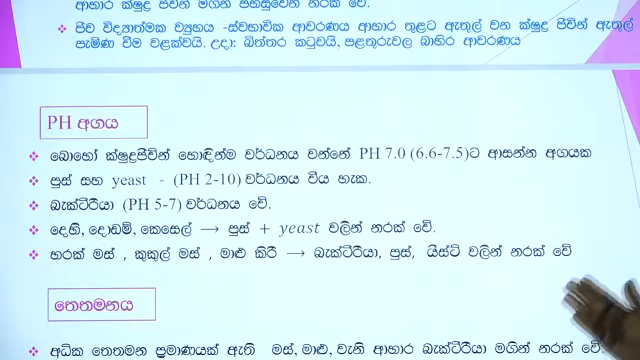 ආහාර ක්ෂුද්‍ර ජීවීන් මගින් පහසුවෙන් නරක් වේ.
❖ ජීව විද්‍යාත්මක ව්‍යුහය -ස්වභාවික ආවරණය ආහාර තුළට ඇතුල් වන ක්ෂුද්‍ර ජීවීන් ඇතුල්
පැමිණ වීම වළක්වයි. උදා: බිත්තර කටුවයි, පළතුරුවල බාහිර ආවරණය
PH අගය
❖ බොහෝ ක්ෂුද්‍රජීවීන් හොඳින්ම වර්ධනය වන්නේ PH 7.0 (6.6-7.5)ට ආසන්න අගයක
❖ පුස් සහ yeast - (PH 2-10) වර්ධනය විය හැක.
❖ බැක්ටීරීයා (PH 5-7) වර්ධනය වේ.
❖ දෙහි, දොඩම්, කෙසෙල් → පුස් + yeast වලින් නරක් වේ.
❖ හරක් මස් , කුකුල් මස් , මාළු කිරී → බැක්ටීරීයා, පුස්, යීස්ට් වලින් නරක් වේ
තෙතමනය
❖ අධික තෙතමන ප්‍රමාණයක් ඇති මස්, මාළු, වැනි ආහාර බැක්ටීරීයා මගින් නරක් වේ.